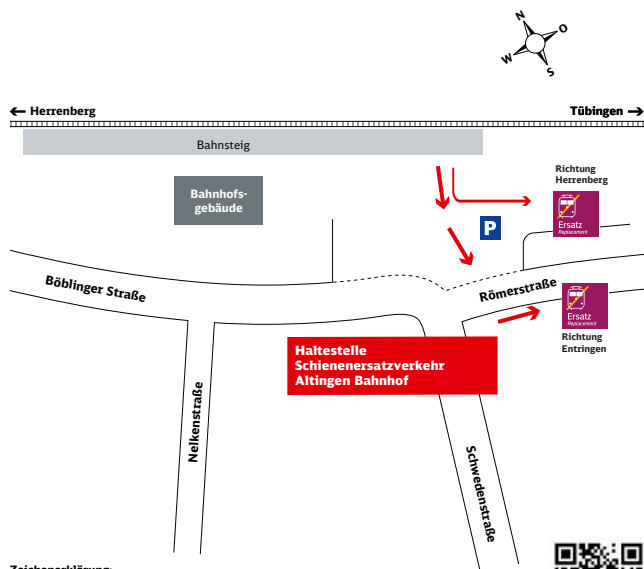 N
O
W
S
Herrenberg
Tübingen
Bahnsteig
Richtung
Herrenberg
Bahnhofs-
gebäude
Ersatz
Replacement
P
Böblinger Straße
Römerstraße
Ersatz
Replacement
Richtung
Entringen
Haltestelle
Schienenersatzverkehr
Altingen Bahnhof
Nelkenstraße
Schwedenstraße
Zeichenerklärung: